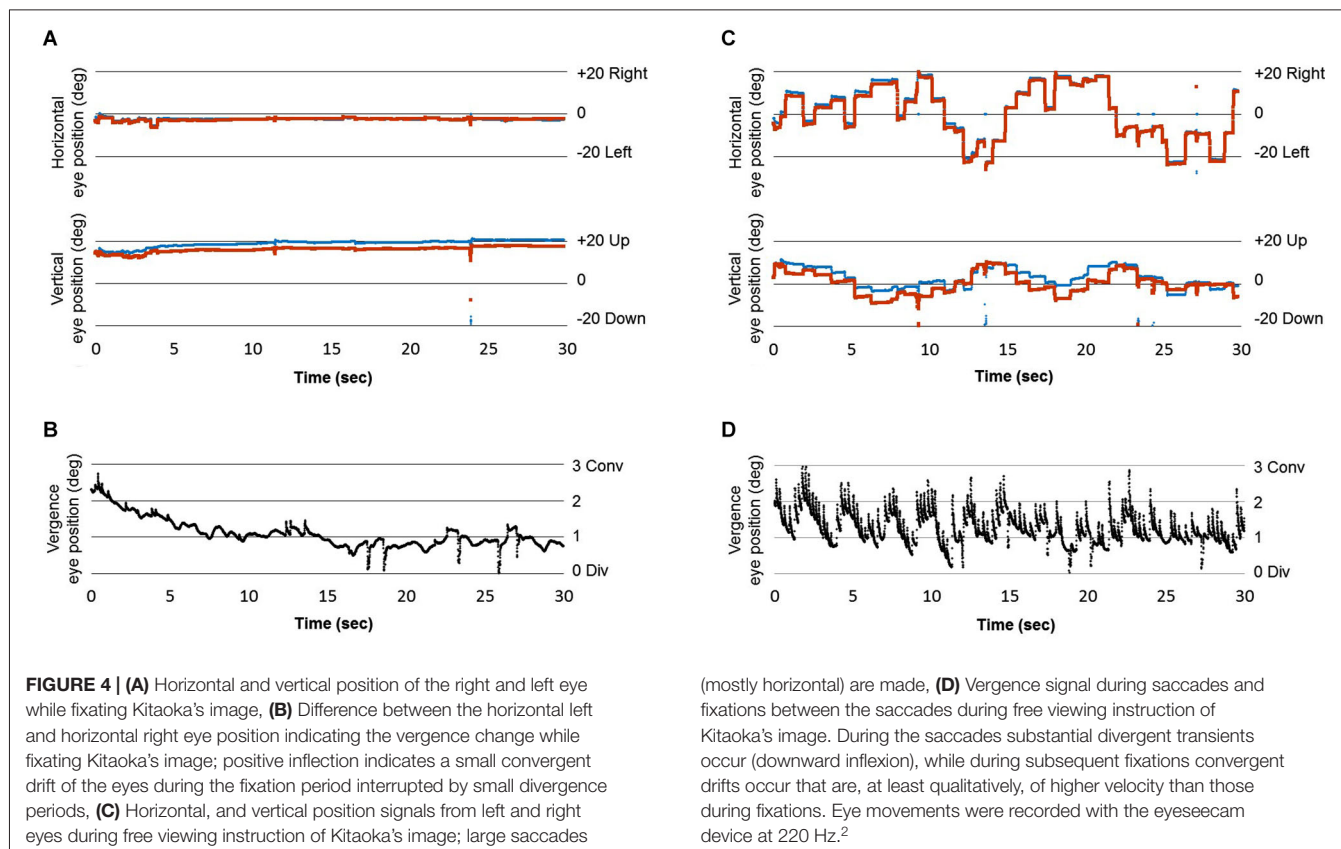 A
Horizontal
eye position (deg)
+20 Right
0
-20 Left
Vertical
eye position (deg)
+20 Up
0
-20 Down
0 5 10 15 20 25 30
Time (sec)
B
Vergence
eye position (deg)
3 Conv
2
1
0 Div
0 5 10 15 20 25 30
Time (sec)
C
Horizontal
eye position (deg)
+20 Right
0
-20 Left
Vertical
eye position (deg)
+20 Up
0
-20 Down
0 5 10 15 20 25 30
Time (sec)
D
Vergence
eye position (deg)
3 Conv
2
1
0 Div
0 5 10 15 20 25 30
Time (sec)
FIGURE 4 | (A) Horizontal and vertical position of the right and left eye
while fixating Kitaoka's image, (B) Difference between the horizontal left
and horizontal right eye position indicating the vergence change while
fixating Kitaoka's image; positive inflection indicates a small convergent
drift of the eyes during the fixation period interrupted by small divergence
periods, (C) Horizontal, and vertical position signals from left and right
eyes during free viewing instruction of Kitaoka's image; large saccades
(mostly horizontal) are made, (D) Vergence signal during saccades and
fixations between the saccades during free viewing instruction of
Kitaoka's image. During the saccades substantial divergent transients
occur (downward inflexion), while during subsequent fixations convergent
drifts occur that are, at least qualitatively, of higher velocity than those
during fixations. Eye movements were recorded with the eyeseecam
device at 220 Hz.2